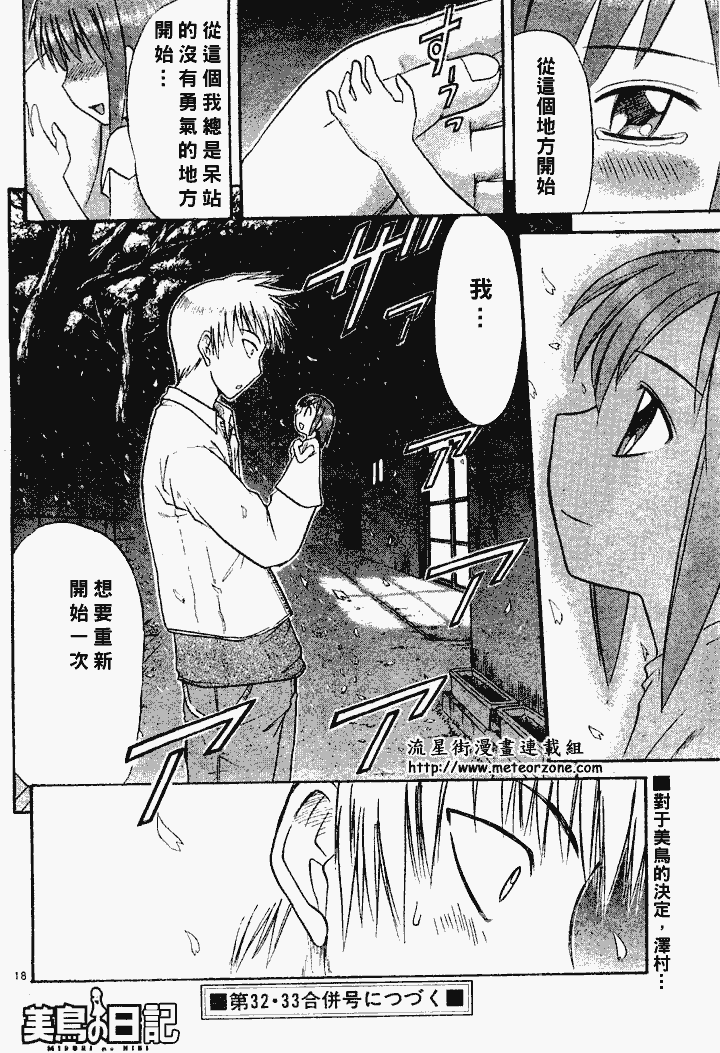 從這個地方開始
す
從這個我總是呆站
的沒有勇氣的地方
開始…
ザザァァァ
我…
想要重新
開始一次
流星街漫畫連載組
http://www.meteorzone.com
■對于美鳥的決定，澤村…
18
■第32・33合併号につづく■
美鳥の日記
MIDORI no HIBI